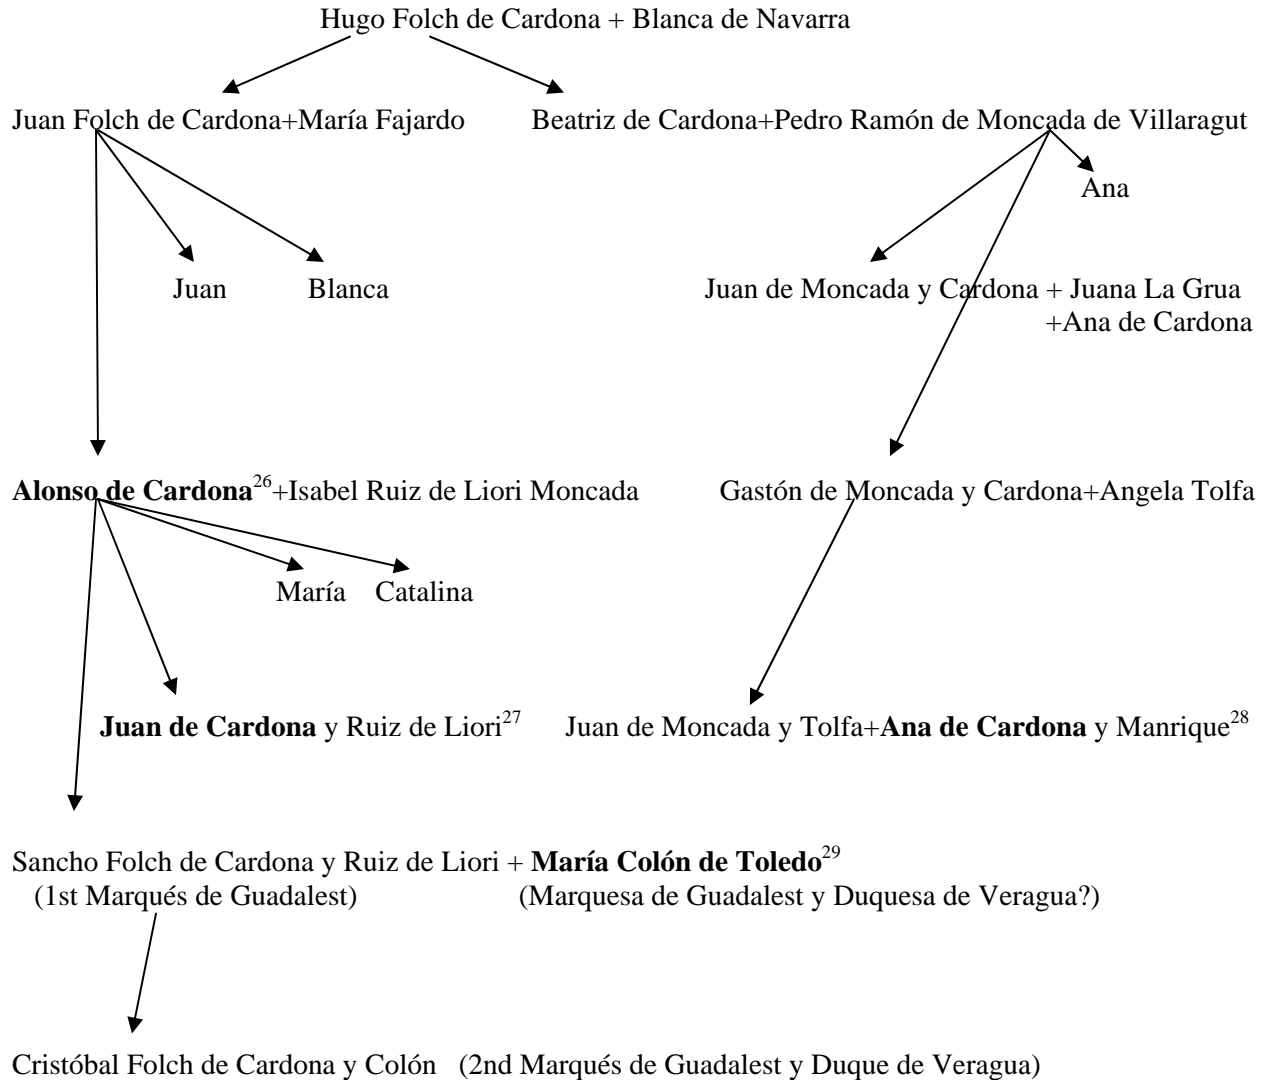 Hugo Folch de Cardona + Blanca de Navarra
Juan Folch de Cardona+María Fajardo Beatriz de Cardona+Pedro Ramón de Moncada de Villaragut
Ana
Juan Blanca Juan de Moncada y Cardona + Juana La Grua
+Ana de Cardona
Alonso de Cardona26+Isabel Ruiz de Liori Moncada Gastón de Moncada y Cardona+Angela Tolfa
María Catalina
Juan de Cardona y Ruiz de Liori27 Juan de Moncada y Tolfa+Ana de Cardona y Manrique28
Sancho Folch de Cardona y Ruiz de Liori + María Colón de Toledo29
(1st Marqués de Guadalest) (Marquesa de Guadalest y Duquesa de Veragua?)
Cristóbal Folch de Cardona y Colón (2nd Marqués de Guadalest y Duque de Veragua)